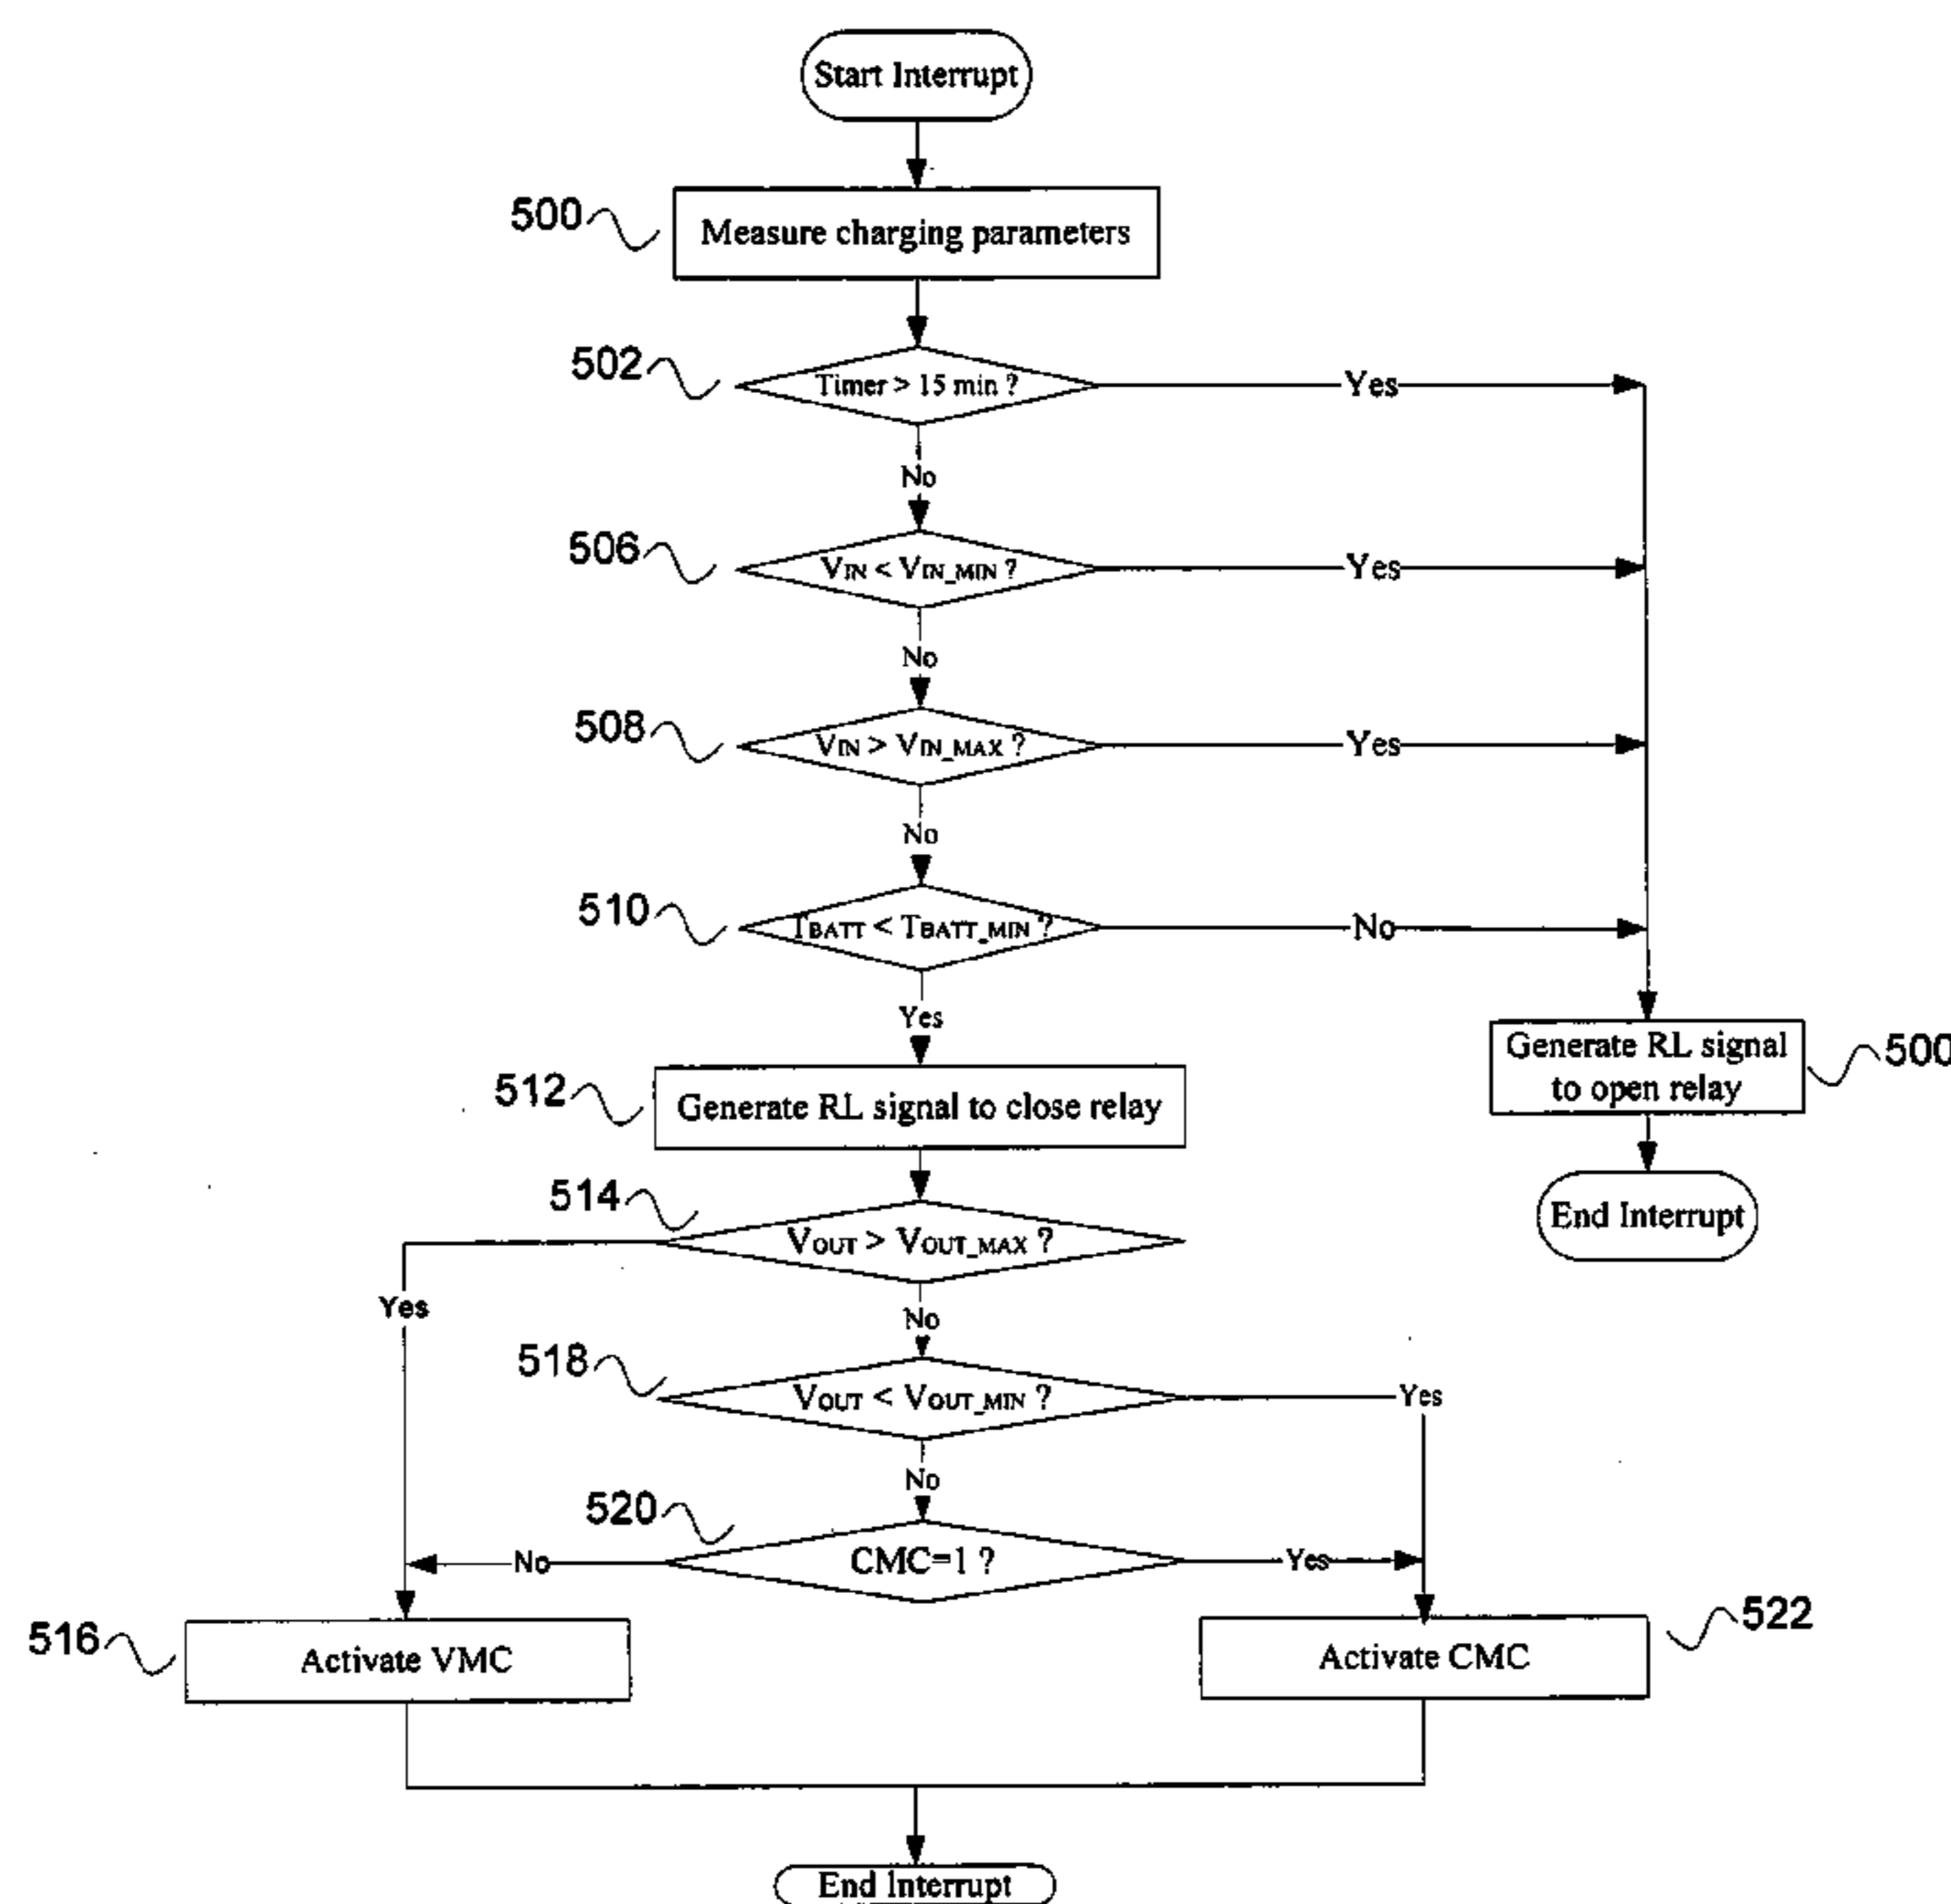 Start Interrupt
500
Measure charging parameters
502
Timer > 15 min ?
Yes
No
506
VIN < VIN_MIN ?
Yes
No
508
VIN > VIN_MAX ?
Yes
No
510
TBATT < TBATT_MIN ?
No
Yes
512
Generate RL signal to close relay
Generate RL signal
to open relay
500
514
VOUT > VOUT_MAX ?
End Interrupt
Yes
No
518
VOUT < VOUT_MIN ?
Yes
No
520
CMC=1 ?
No
Yes
516
Activate VMC
Activate CMC
522
End Interrupt